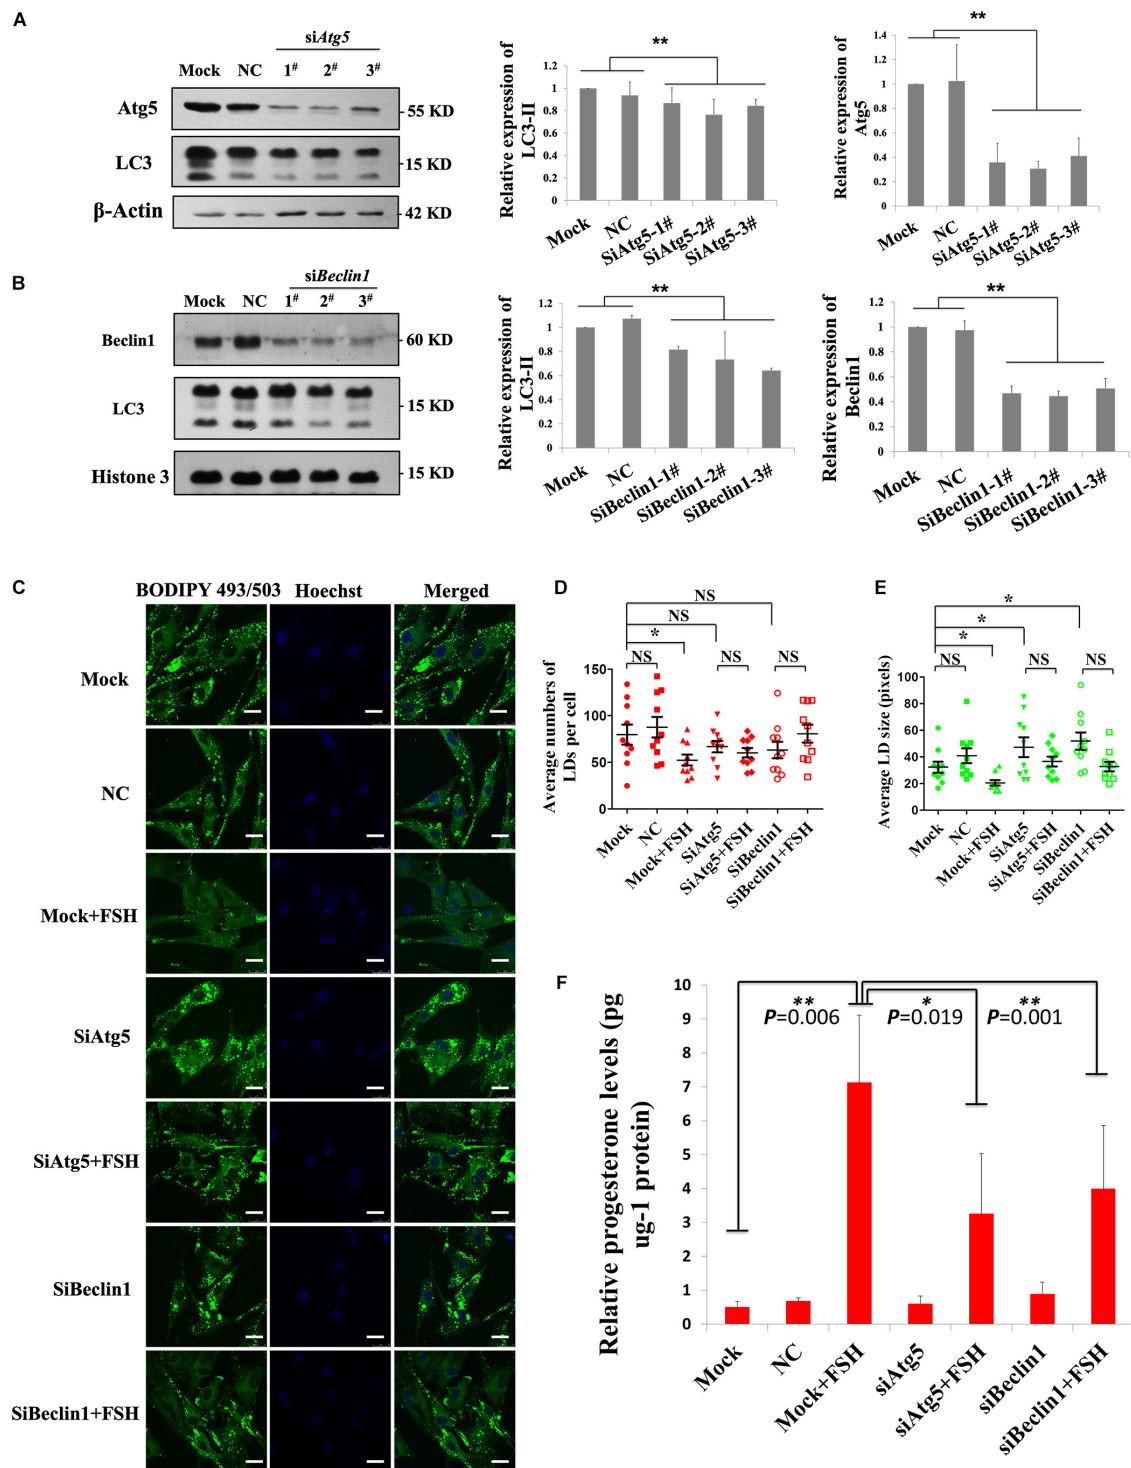 A
siAtg5
Mock NC 1# 2# 3#
Atg5
55 KD
LC3
15 KD
β-Actin
42 KD
Relative expression of
LC3-II
**
1.2
1
0.8
0.6
0.4
0.2
0
Mock
NC
SiAtg5-1#
SiAtg5-2#
SiAtg5-3#
Relative expression of
Atg5
**
1.4
1.2
1
0.8
0.6
0.4
0.2
0
Mock
NC
SiAtg5-1#
SiAtg5-2#
SiAtg5-3#
B
siBeclin1
Mock NC 1# 2# 3#
Beclin1
60 KD
LC3
15 KD
Histone 3
15 KD
Relative expression of
LC3-II
**
1.2
1
0.8
0.6
0.4
0.2
0
Mock
NC
SiBeclin1-1#
SiBeclin1-2#
SiBeclin1-3#
Relative expression of
Beclin1
**
1.2
1
0.8
0.6
0.4
0.2
0
Mock
NC
SiBeclin1-1#
SiBeclin1-2#
SiBeclin1-3#
C
BODIPY 493/503 Hoechst Merged
Mock
NC
Mock+FSH
SiAtg5
SiAtg5+FSH
SiBeclin1
SiBeclin1+FSH
D
NS
NS
*
NS NS NS
Average numbers of
LDs per cell
150
100
50
0
Mock
NC
Mock+FSH
SiAtg5
SiAtg5+FSH
SiBeclin1
SiBeclin1+FSH
E
*
*
*
NS NS NS
Average LD size (pixels)
100
80
60
40
20
0
Mock
NC
Mock+FSH
SiAtg5
SiAtg5+FSH
SiBeclin1
SiBeclin1+FSH
F
Relative progesterone levels (pg
ug-1 protein)
** * **
P=0.006 P=0.019 P=0.001
10
9
8
7
6
5
4
3
2
1
0
Mock
NC
Mock+FSH
siAtg5
siAtg5+FSH
siBeclin1
siBeclin1+FSH